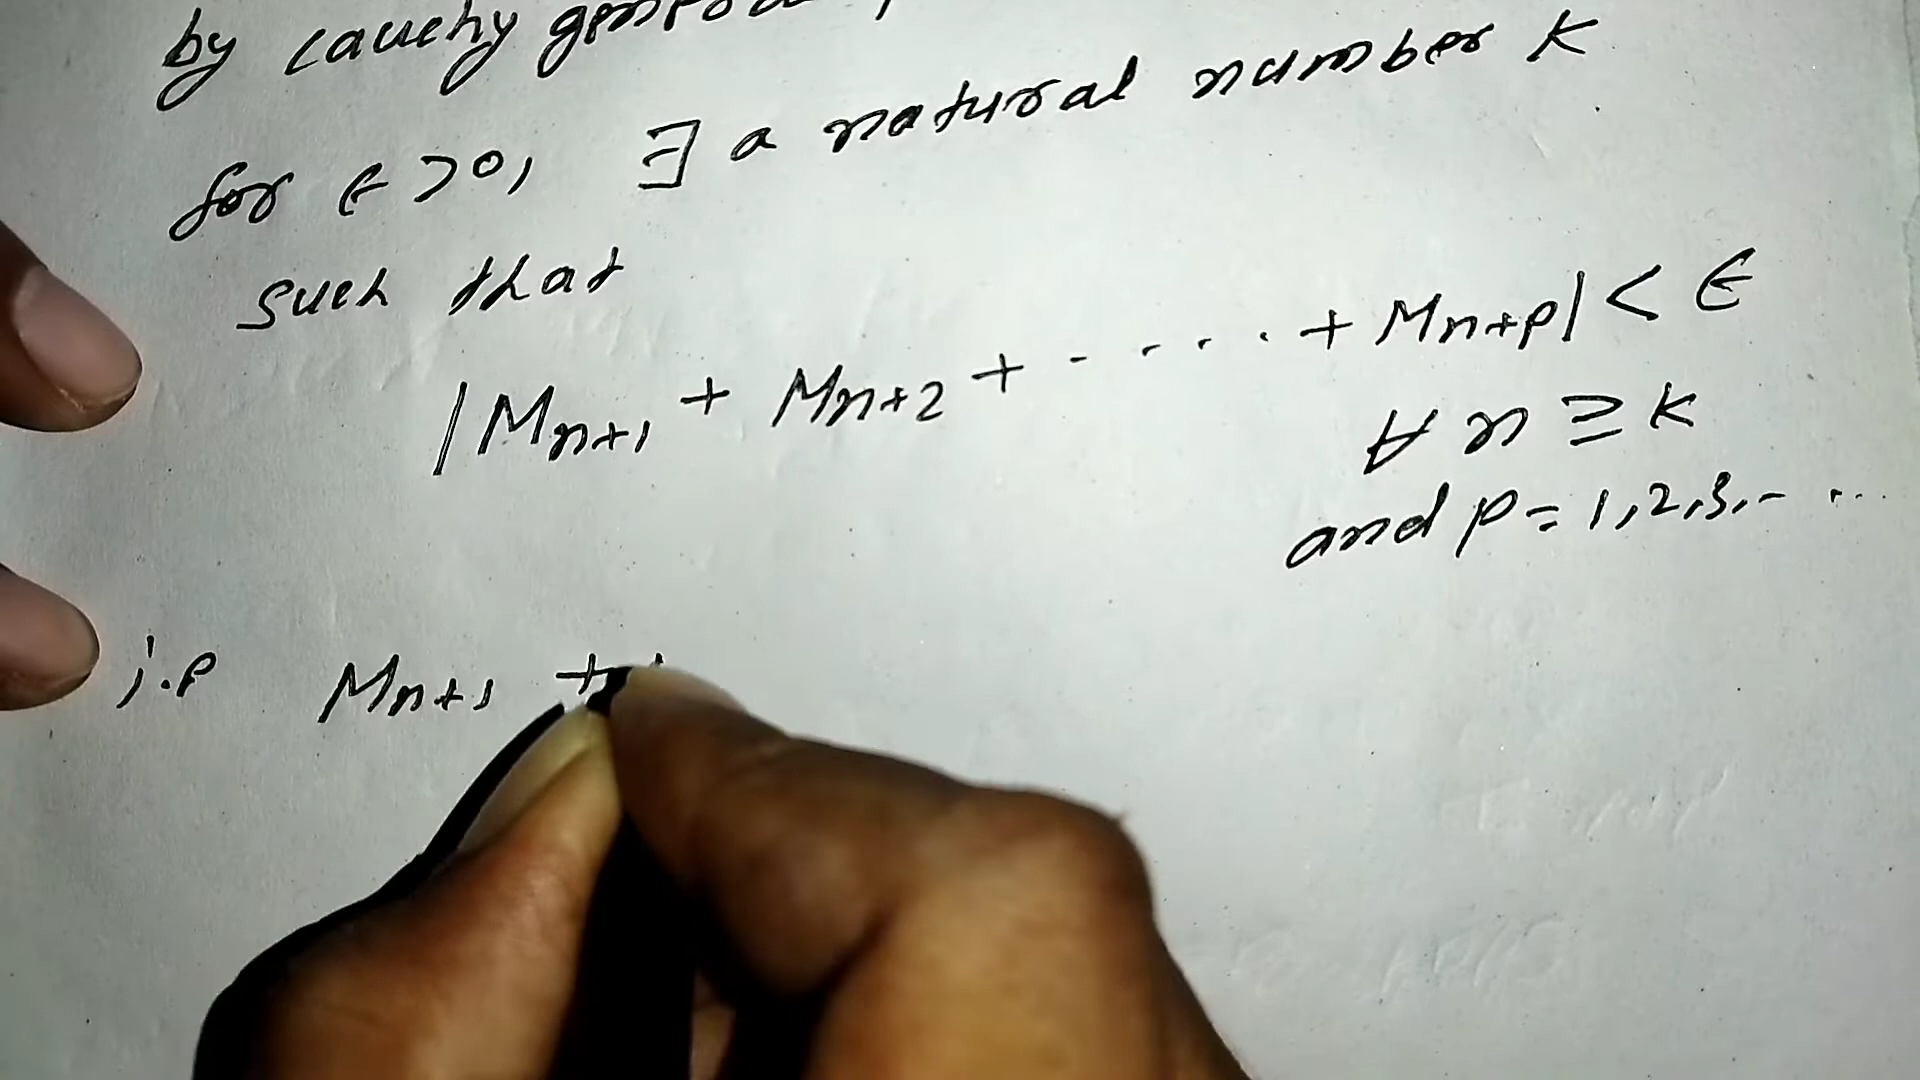 by cauchy
for ε > 0, ∃ a natural number K
such that
|Mn+1 + Mn+2 + - - . . . + Mn+p| < ε
∀ n ≥ K
and p = 1,2,3,- ...
i.e Mn+1 +